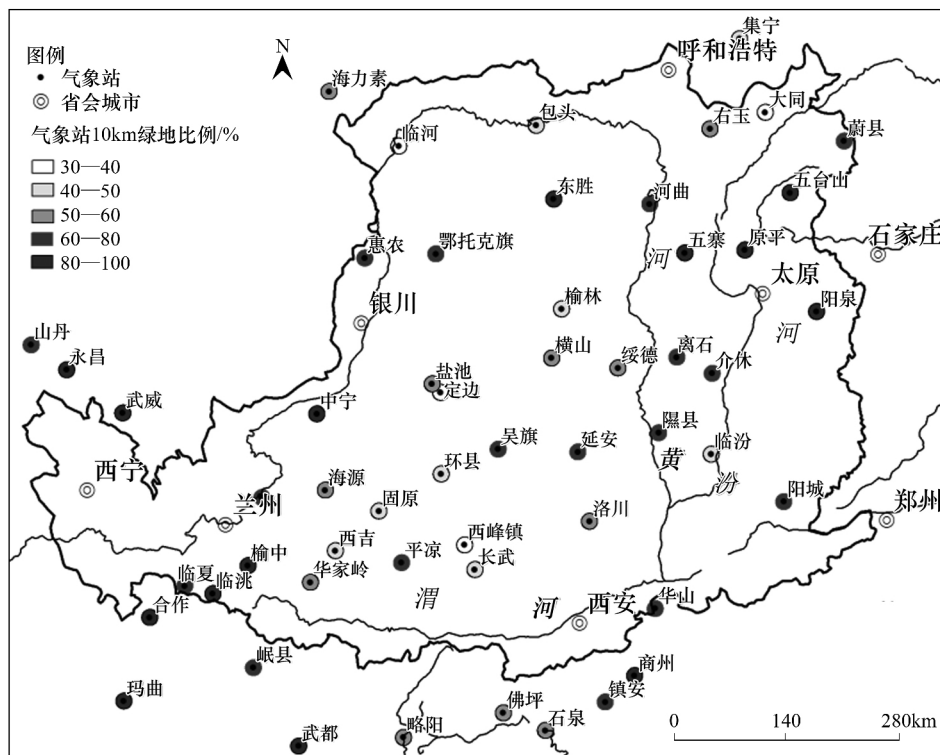 图例
气象站
省会城市
气象站10km绿地比例/%
30—40
40—50
50—60
60—80
80—100
N
集宁
呼和浩特
海力素
大同
包头
右玉
临河
蔚县
五台山
东胜
河曲
石家庄
惠农
鄂托克旗
五寨
原平
河
太原
银川
榆林
阳泉
河
山丹
横山
离石
永昌
绥德
介休
盐池
定边
武威
中宁
隰县
吴旗
延安
临汾
黄
西宁
环县
海源
汾
阳城
兰州
固原
郑州
洛川
西吉
西峰镇
榆中
平凉
长武
临夏
临洮
华家岭
渭
河
西安
华山
合作
岷县
商州
玛曲
镇安
佛坪
石泉
武都
略阳
0
140
280km